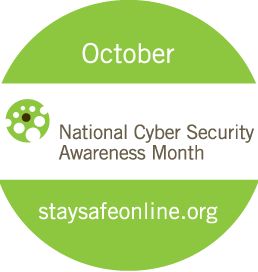 October
National Cyber Security
Awareness Month
staysafeonline.org